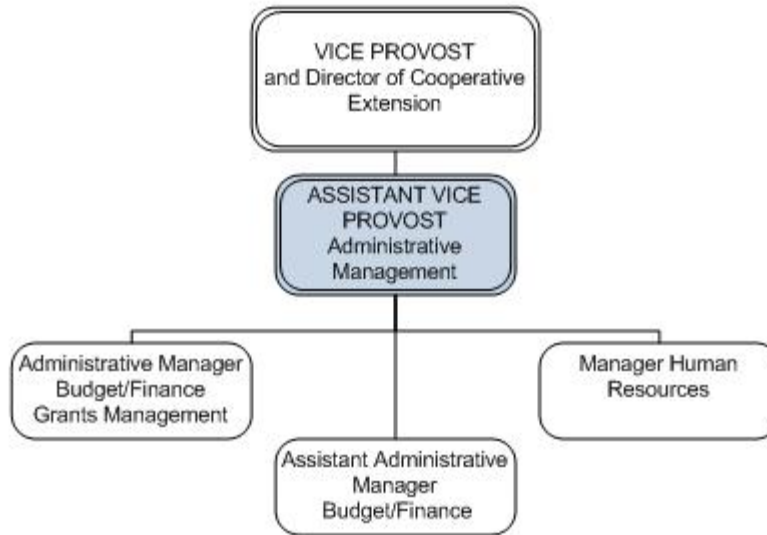 VICE PROVOST
and Director of Cooperative
Extension
ASSISTANT VICE
PROVOST
Administrative
Management
Administrative Manager
Budget/Finance
Grants Management
Manager Human
Resources
Assistant Administrative
Manager
Budget/Finance